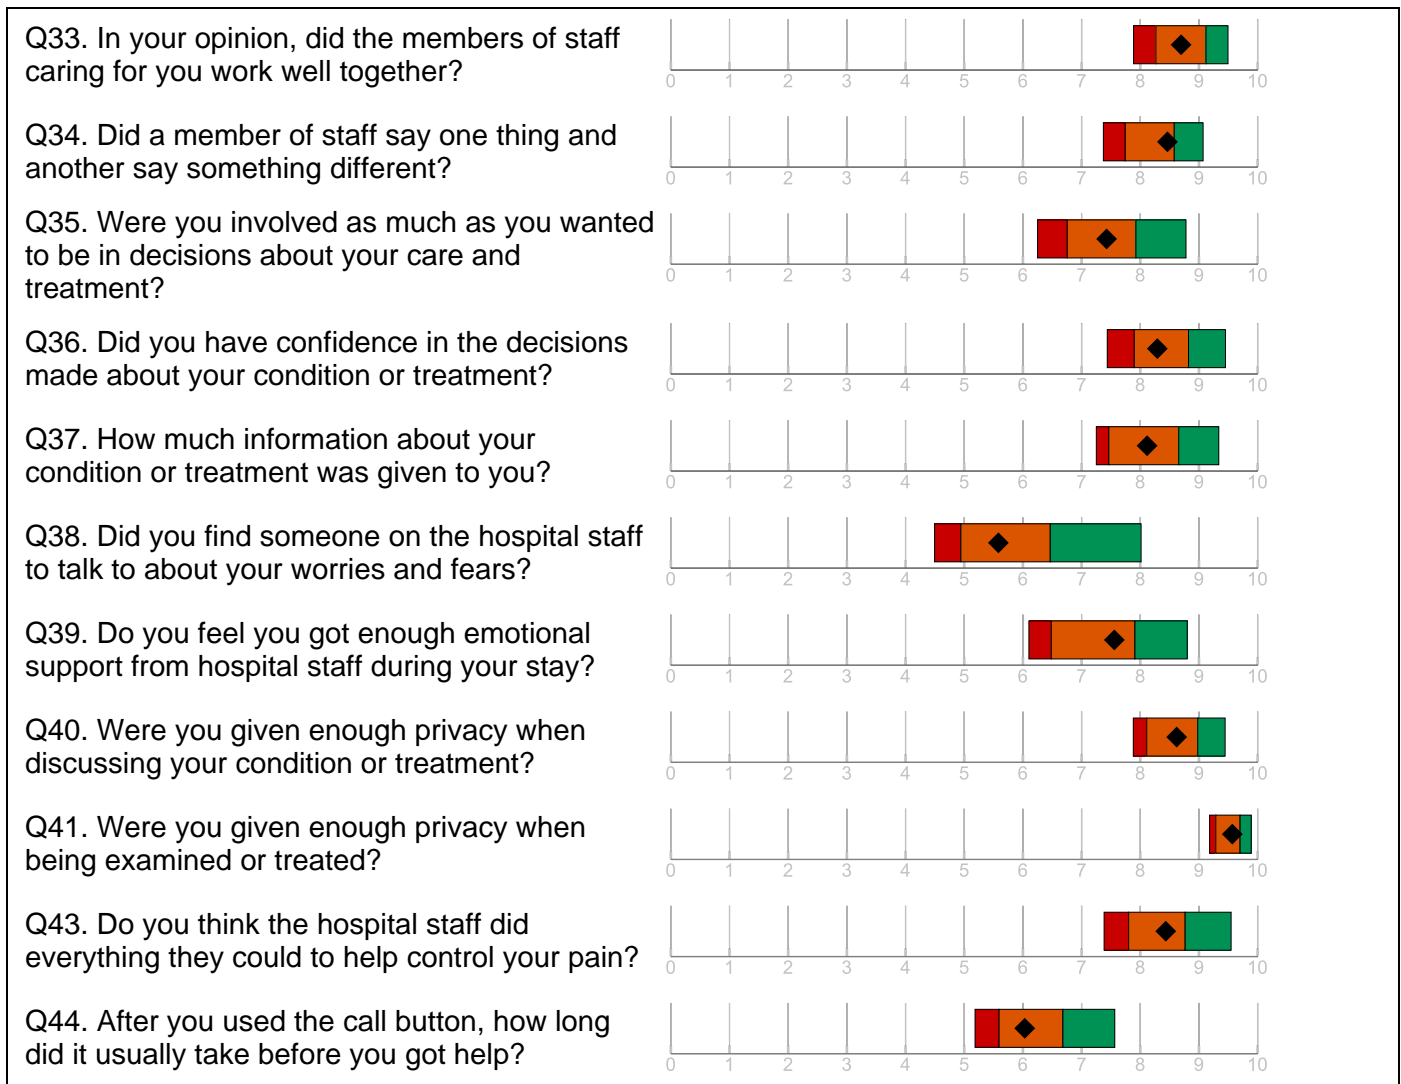 Q33. In your opinion, did the members of staff
caring for you work well together?
0 1 2 3 4 5 6 7 8 9 10
Q34. Did a member of staff say one thing and
another say something different?
0 1 2 3 4 5 6 7 8 9 10
Q35. Were you involved as much as you wanted
to be in decisions about your care and
treatment?
0 1 2 3 4 5 6 7 8 9 10
Q36. Did you have confidence in the decisions
made about your condition or treatment?
0 1 2 3 4 5 6 7 8 9 10
Q37. How much information about your
condition or treatment was given to you?
0 1 2 3 4 5 6 7 8 9 10
Q38. Did you find someone on the hospital staff
to talk to about your worries and fears?
0 1 2 3 4 5 6 7 8 9 10
Q39. Do you feel you got enough emotional
support from hospital staff during your stay?
0 1 2 3 4 5 6 7 8 9 10
Q40. Were you given enough privacy when
discussing your condition or treatment?
0 1 2 3 4 5 6 7 8 9 10
Q41. Were you given enough privacy when
being examined or treated?
0 1 2 3 4 5 6 7 8 9 10
Q43. Do you think the hospital staff did
everything they could to help control your pain?
0 1 2 3 4 5 6 7 8 9 10
Q44. After you used the call button, how long
did it usually take before you got help?
0 1 2 3 4 5 6 7 8 9 10